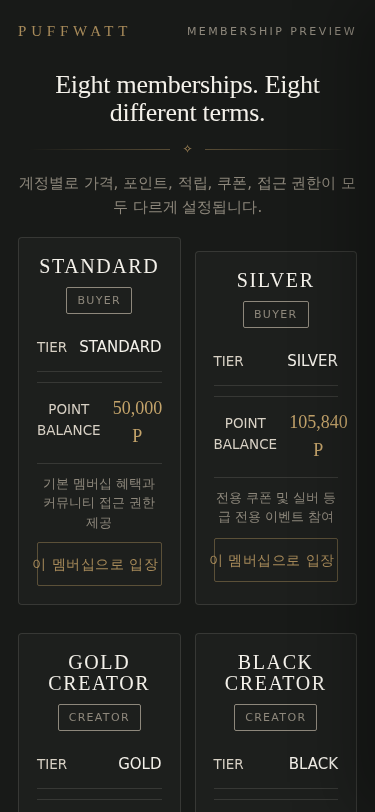 PUFFWATT
MEMBERSHIP PREVIEW
Eight memberships. Eight
different terms.
계정별로 가격, 포인트, 적립, 쿠폰, 접근 권한이 모
두 다르게 설정됩니다.
STANDARD
BUYER
TIER STANDARD
POINT
BALANCE
50,000
P
기본 멤버십 혜택과
커뮤니티 접근 권한
제공
이 멤버십으로 입장
SILVER
BUYER
TIER SILVER
POINT
BALANCE
105,840
P
전용 쿠폰 및 실버 등
급 전용 이벤트 참여
이 멤버십으로 입장
GOLD
CREATOR
CREATOR
TIER GOLD
BLACK
CREATOR
CREATOR
TIER BLACK